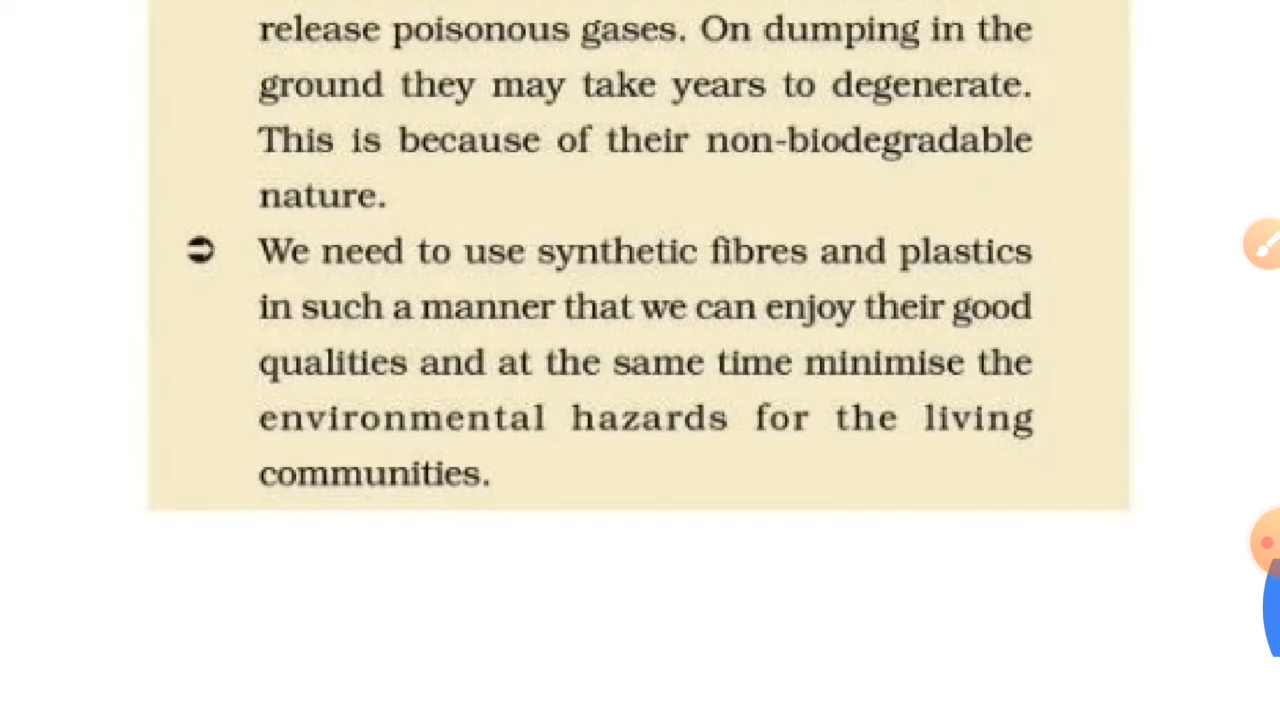 release poisonous gases. On dumping in the
ground they may take years to degenerate.
This is because of their non-biodegradable
nature.
➲ We need to use synthetic fibres and plastics
in such a manner that we can enjoy their good
qualities and at the same time minimise the
environmental hazards for the living
communities.